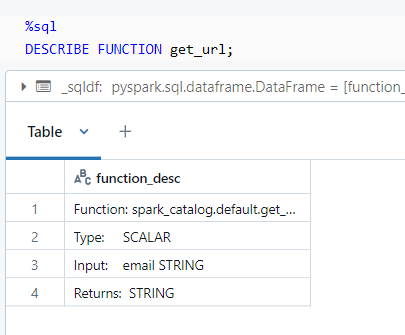 %sql
DESCRIBE FUNCTION get_url;
_sqldf: pyspark.sql.dataframe.DataFrame = [function_
Table
+
ABC function_desc
1 Function: spark_catalog.default.get_...
2 Type: SCALAR
3 Input: email STRING
4 Returns: STRING